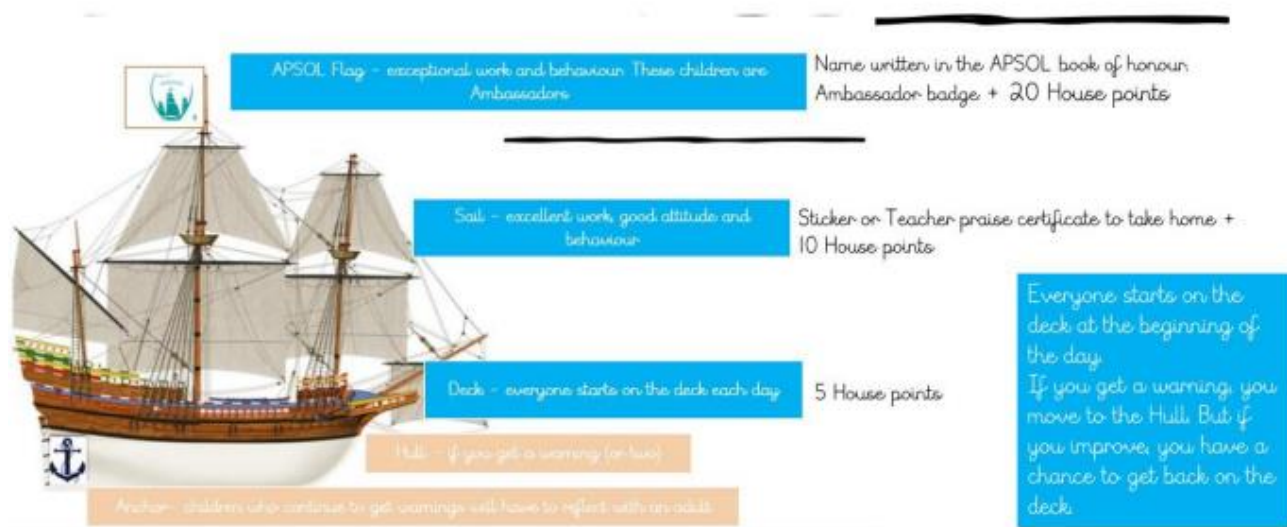 APSOL Flag – exceptional work and behaviour. These children are
Ambassadors
Name written in the APSOL book of honour.
Ambassador badge + 20 House points
Sail – excellent work, good attitude and
behaviour
Sticker or Teacher praise certificate to take home +
10 House points
Deck – everyone starts on the deck each day
5 House points
Everyone starts on the
deck at the beginning of
the day.
If you get a warning, you
move to the Hull. But if
you improve, you have a
chance to get back on the
deck.
Hull – if you get a warning (or two)
Anchor- children who continue to get warnings will have to reflect with an adult